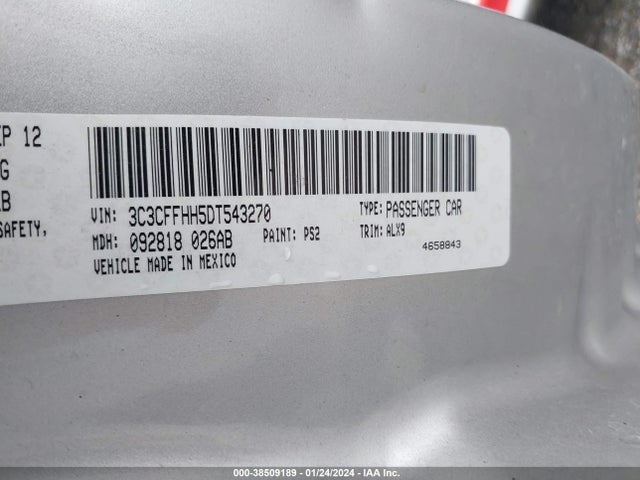 EP 12
G
LB
SAFETY,
VIN: 3C3CFFHH5DT543270
TYPE: PASSENGER CAR
MDH: 092818 026AB
PAINT: PS2
TRIM: ALX9
VEHICLE MADE IN MEXICO
4658843
000-38509189 - 01/24/2024 - IAA Inc.